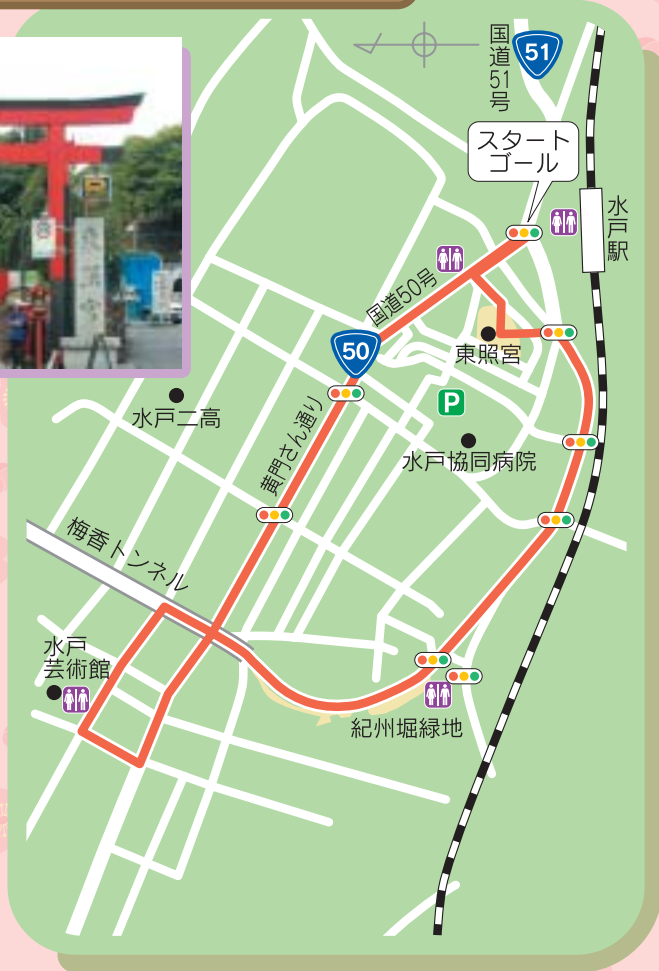 国道51号
51
スタート
ゴール
水戸駅
国道50号
50
東照宮
P
水戸二高
水戸協同病院
黄門さん通り
梅香トンネル
水戸
芸術館
紀州堀緑地